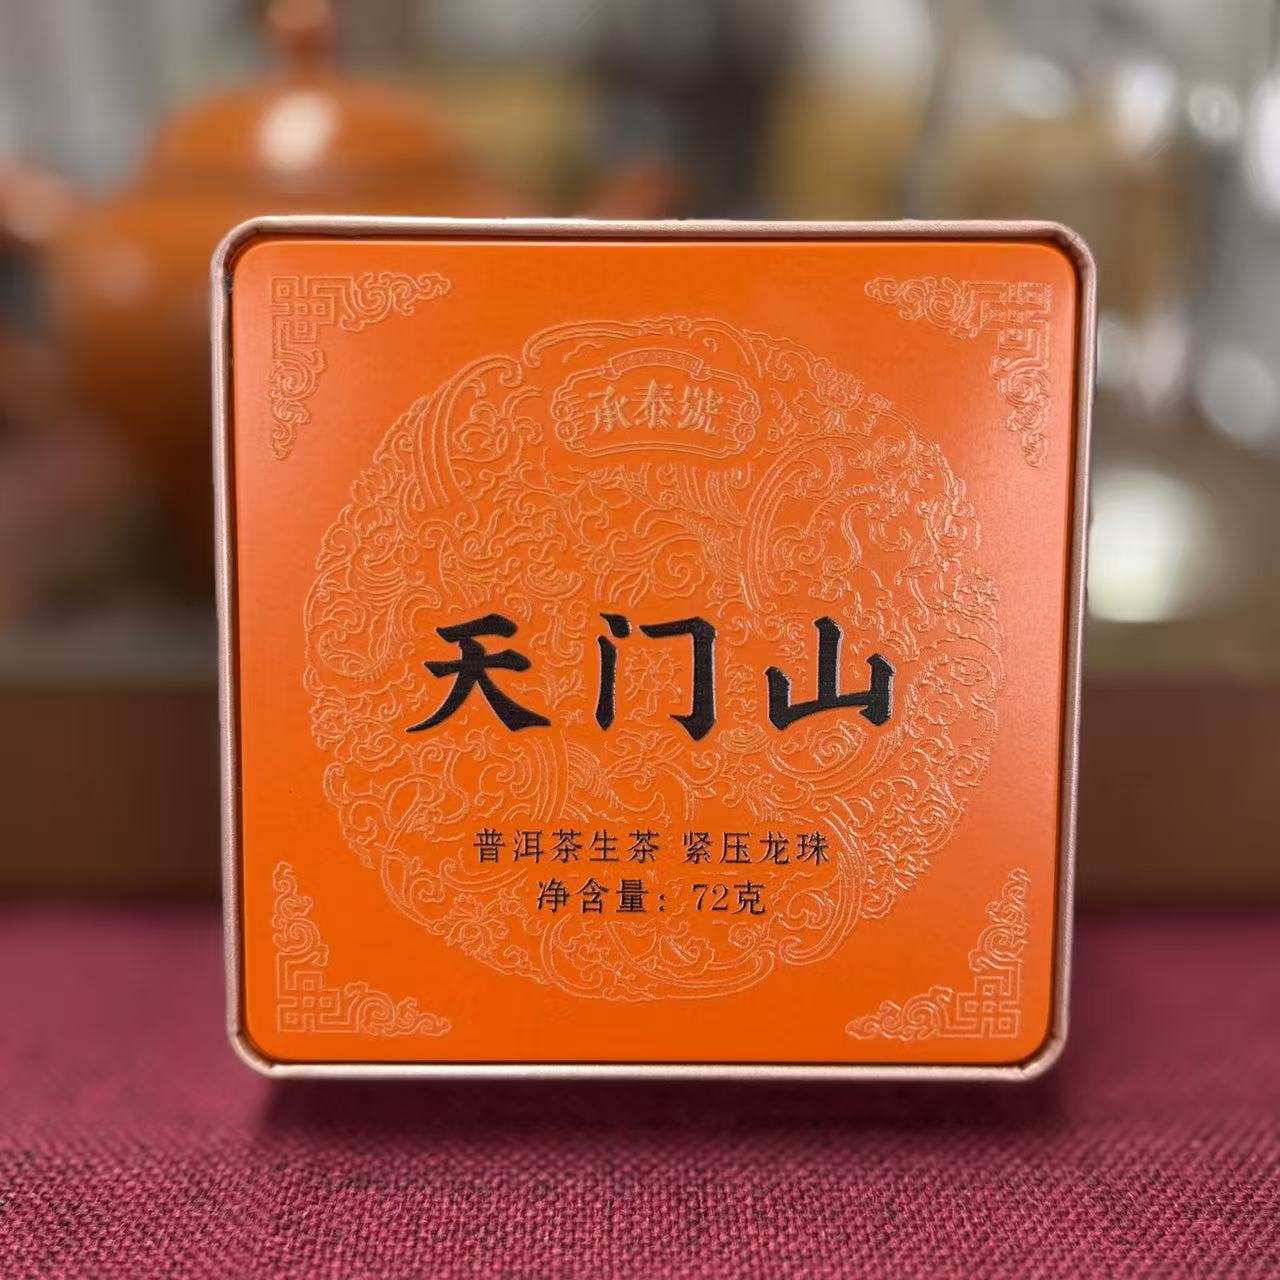 承泰號
天门山
普洱茶生茶 紧压龙珠
净含量：72克